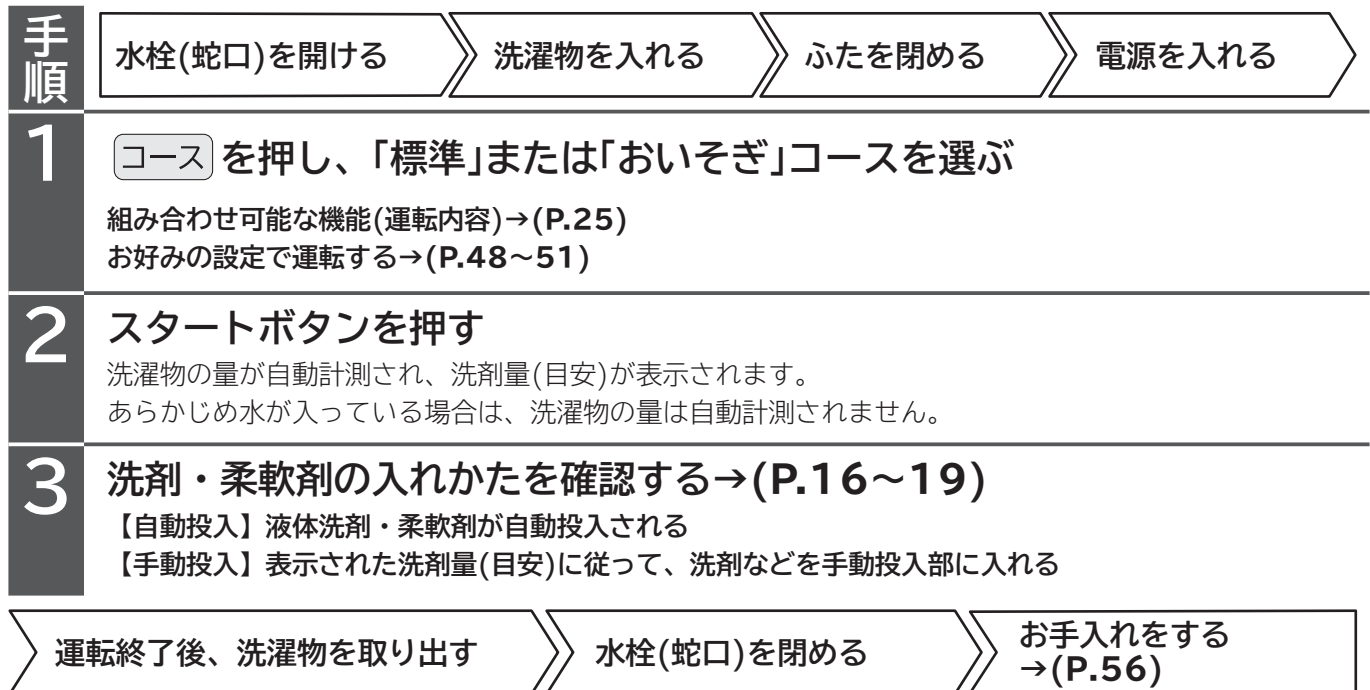 手順
水栓(蛇口)を開ける
洗濯物を入れる
ふたを閉める
電源を入れる
1
コース を押し、「標準」または「おいそぎ」コースを選ぶ
組み合わせ可能な機能(運転内容)→(P.25)
お好みの設定で運転する→(P.48～51)
2
スタートボタンを押す
洗濯物の量が自動計測され、洗剤量(目安)が表示されます。
あらかじめ水が入っている場合は、洗濯物の量は自動計測されません。
3
洗剤・柔軟剤の入れかたを確認する→(P.16～19)
【自動投入】液体洗剤・柔軟剤が自動投入される
【手動投入】表示された洗剤量(目安)に従って、洗剤などを手動投入部に入れる
運転終了後、洗濯物を取り出す
水栓(蛇口)を閉める
お手入れをする
→(P.56)